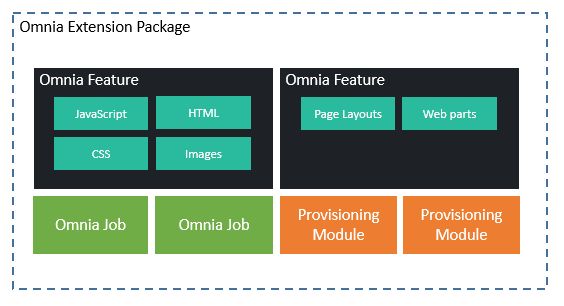 Omnia Extension Package
Omnia Feature
JavaScript
HTML
CSS
Images
Omnia Feature
Page Layouts
Web parts
Omnia Job
Omnia Job
Provisioning
Module
Provisioning
Module